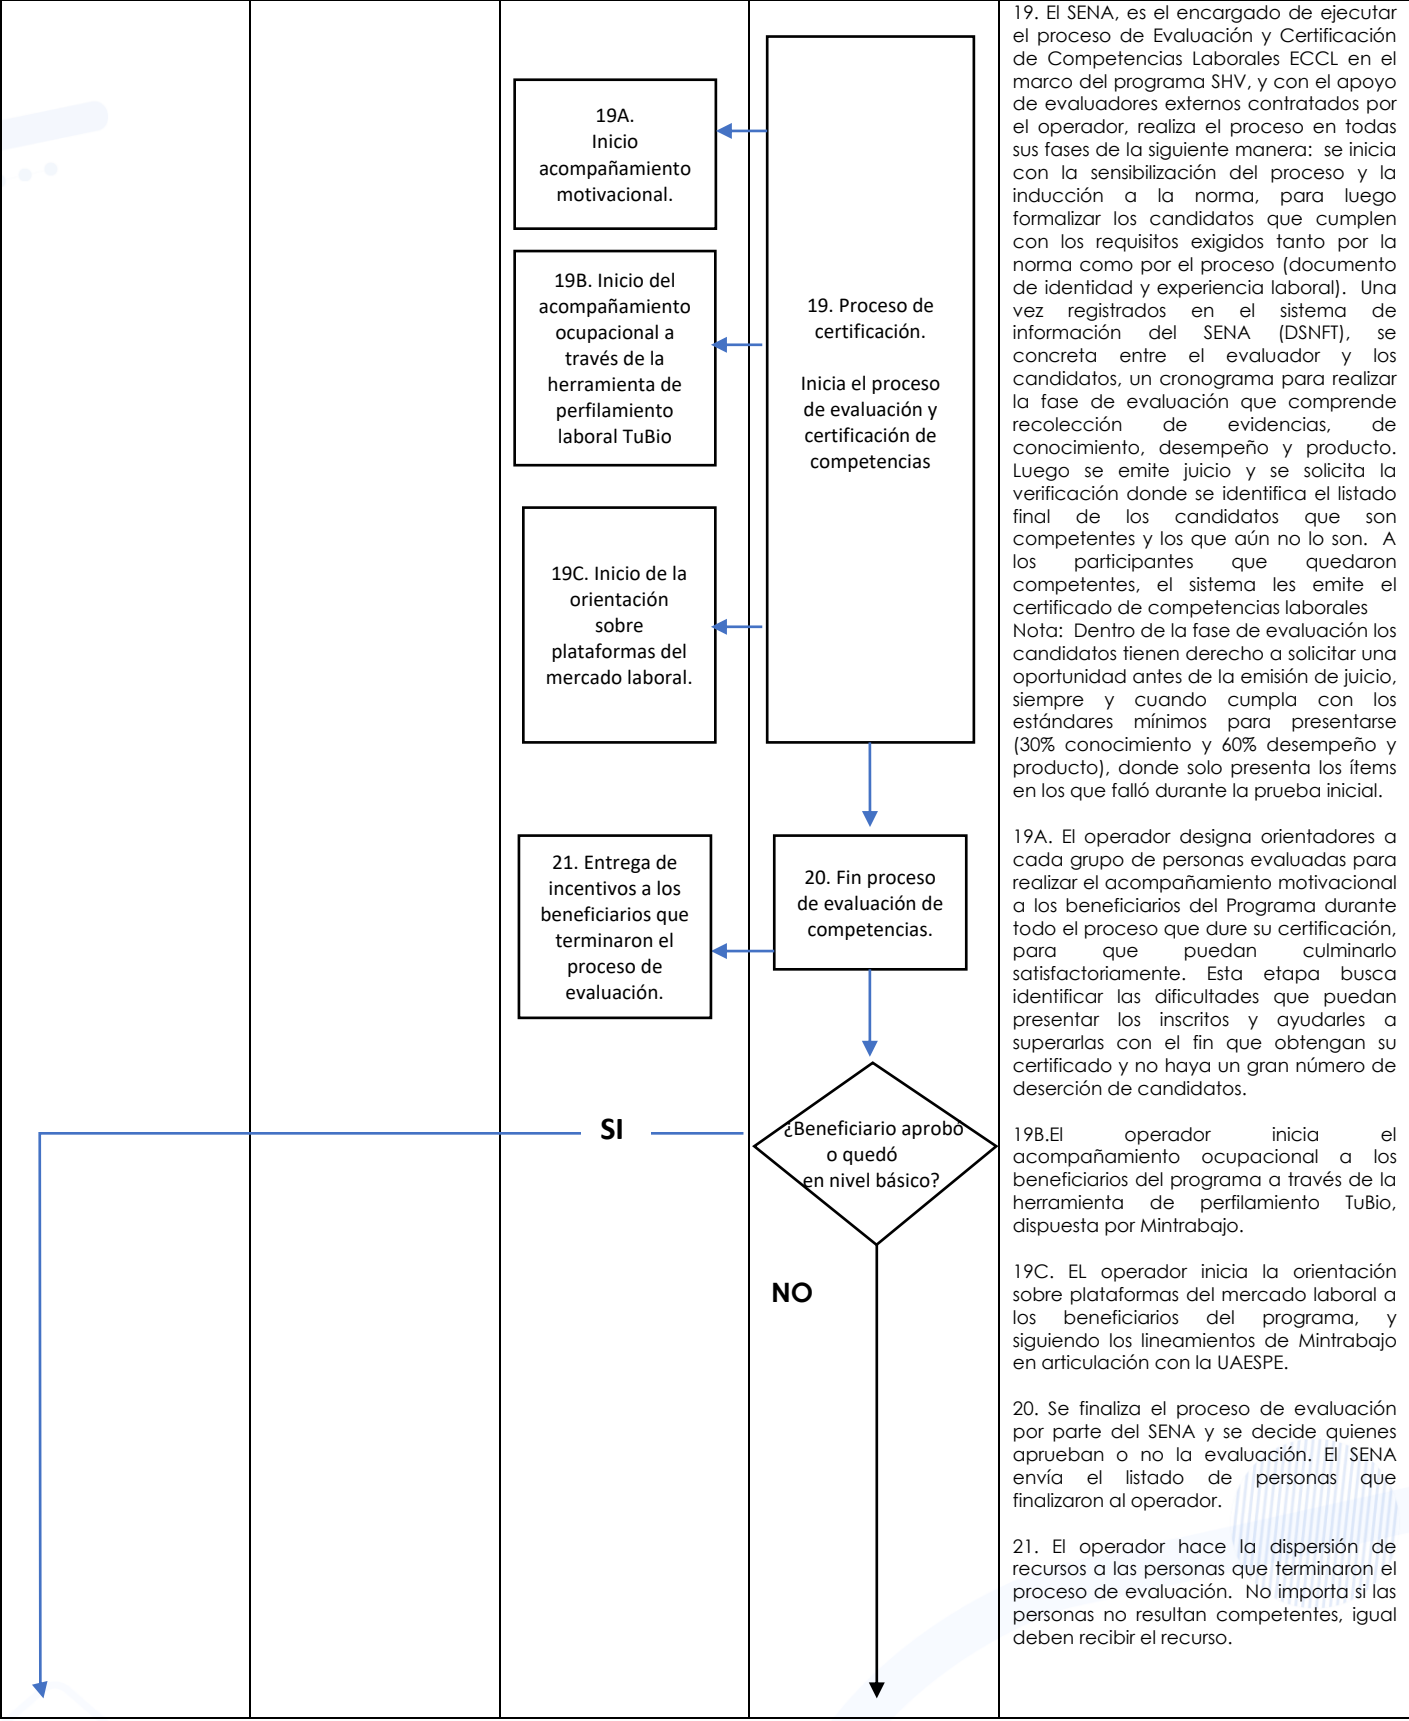 19A.
Inicio
acompañamiento
motivacional.
19B. Inicio del
acompañamiento
ocupacional a
través de la
herramienta de
perfilamiento
laboral TuBio
19C. Inicio de la
orientación
sobre
plataformas del
mercado laboral.
19. Proceso de
certificación.
Inicia el proceso
de evaluación y
certificación de
competencias
21. Entrega de
incentivos a los
beneficiarios que
terminaron el
proceso de
evaluación.
20. Fin proceso
de evaluación de
competencias.
SI
¿Beneficiario aprobó
o quedó
en nivel básico?
NO
19. El SENA, es el encargado de ejecutar
el proceso de Evaluación y Certificación
de Competencias Laborales ECCL en el
marco del programa SHV, y con el apoyo
de evaluadores externos contratados por
el operador, realiza el proceso en todas
sus fases de la siguiente manera: se inicia
con la sensibilización del proceso y la
inducción a la norma, para luego
formalizar los candidatos que cumplen
con los requisitos exigidos tanto por la
norma como por el proceso (documento
de identidad y experiencia laboral). Una
vez registrados en el sistema de
información del SENA (DSNFT), se
concreta entre el evaluador y los
candidatos, un cronograma para realizar
la fase de evaluación que comprende
recolección de evidencias, de
conocimiento, desempeño y producto.
Luego se emite juicio y se solicita la
verificación donde se identifica el listado
final de los candidatos que son
competentes y los que aún no lo son. A
los participantes que quedaron
competentes, el sistema les emite el
certificado de competencias laborales
Nota: Dentro de la fase de evaluación los
candidatos tienen derecho a solicitar una
oportunidad antes de la emisión de juicio,
siempre y cuando cumpla con los
estándares mínimos para presentarse
(30% conocimiento y 60% desempeño y
producto), donde solo presenta los ítems
en los que falló durante la prueba inicial.
19A. El operador designa orientadores a
cada grupo de personas evaluadas para
realizar el acompañamiento motivacional
a los beneficiarios del Programa durante
todo el proceso que dure su certificación,
para que puedan culminarlo
satisfactoriamente. Esta etapa busca
identificar las dificultades que puedan
presentar los inscritos y ayudarles a
superarlas con el fin que obtengan su
certificado y no haya un gran número de
deserción de candidatos.
19B.El operador inicia el
acompañamiento ocupacional a los
beneficiarios del programa a través de la
herramienta de perfilamiento TuBio,
dispuesta por Mintrabajo.
19C. EL operador inicia la orientación
sobre plataformas del mercado laboral a
los beneficiarios del programa, y
siguiendo los lineamientos de Mintrabajo
en articulación con la UAESPE.
20. Se finaliza el proceso de evaluación
por parte del SENA y se decide quienes
aprueban o no la evaluación. El SENA
envía el listado de personas que
finalizaron al operador.
21. El operador hace la dispersión de
recursos a las personas que terminaron el
proceso de evaluación. No importa si las
personas no resultan competentes, igual
deben recibir el recurso.